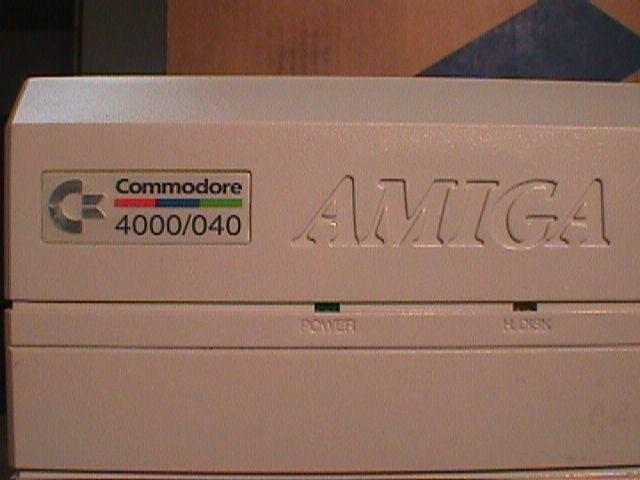 Commodore
4000/040
AMIGA
POWER
H. DISK